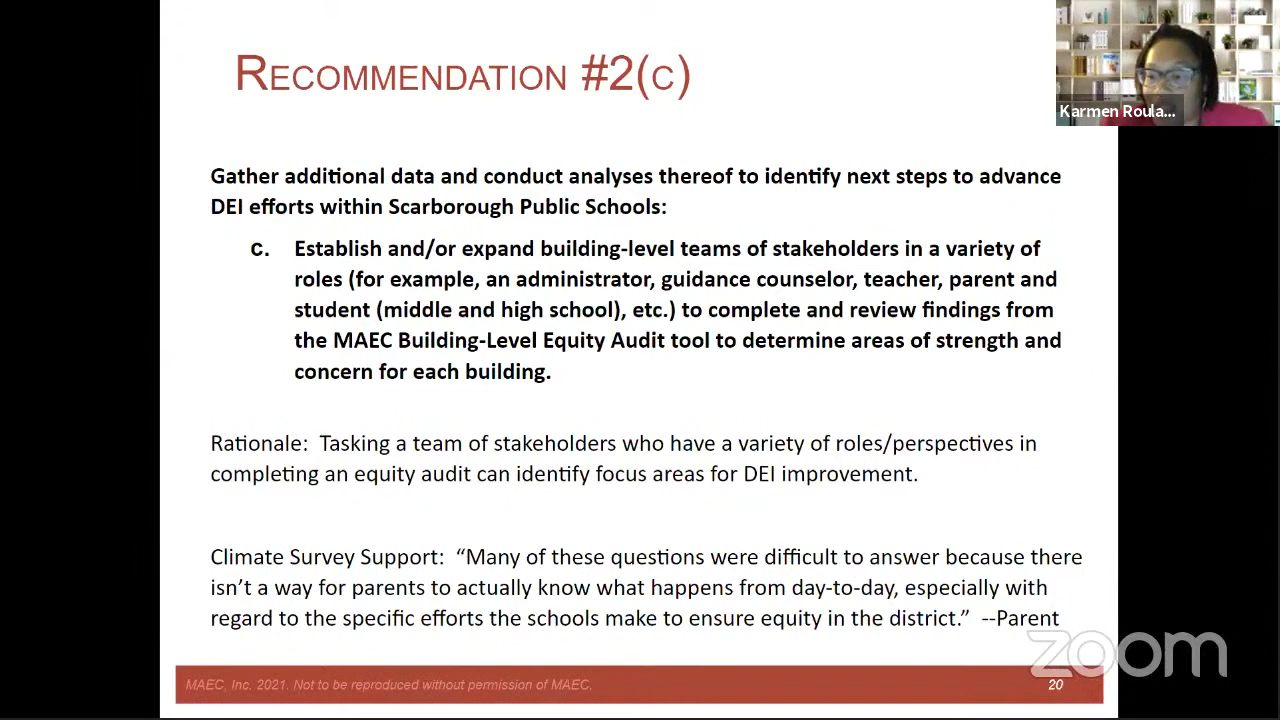 RECOMMENDATION #2(C)
Karmen Roula...
Gather additional data and conduct analyses thereof to identify next steps to advance
DEI efforts within Scarborough Public Schools:
c. Establish and/or expand building-level teams of stakeholders in a variety of
roles (for example, an administrator, guidance counselor, teacher, parent and
student (middle and high school), etc.) to complete and review findings from
the MAEC Building-Level Equity Audit tool to determine areas of strength and
concern for each building.
Rationale: Tasking a team of stakeholders who have a variety of roles/perspectives in
completing an equity audit can identify focus areas for DEI improvement.
Climate Survey Support: “Many of these questions were difficult to answer because there
isn’t a way for parents to actually know what happens from day-to-day, especially with
regard to the specific efforts the schools make to ensure equity in the district.” --Parent
zoom
MAEC, Inc. 2021. Not to be reproduced without permission of MAEC.
20